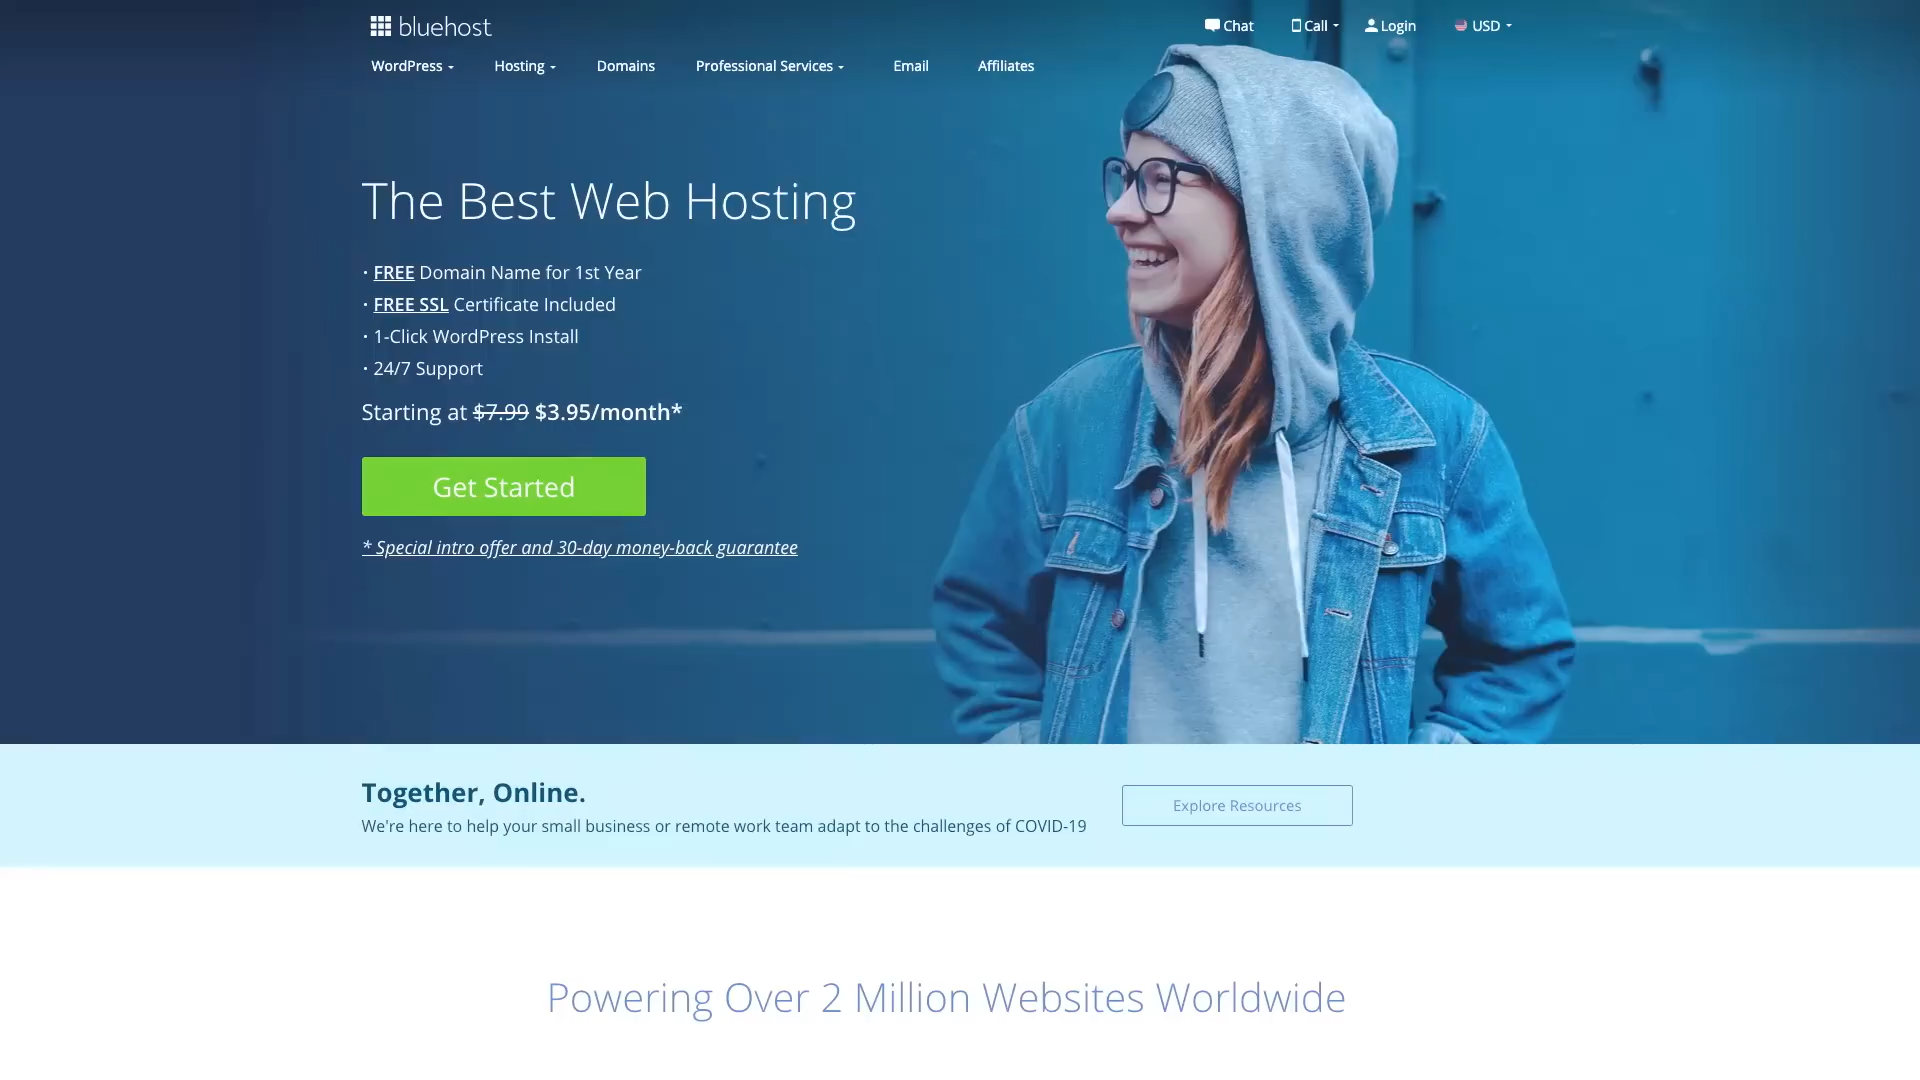 bluehost
Chat
Call
Login
USD
WordPress
Hosting
Domains
Professional Services
Email
Affiliates
The Best Web Hosting
· FREE Domain Name for 1st Year
· FREE SSL Certificate Included
· 1-Click WordPress Install
· 24/7 Support
Starting at $7.99 $3.95/month*
Get Started
* Special intro offer and 30-day money-back guarantee
Together, Online.
We're here to help your small business or remote work team adapt to the challenges of COVID-19
Explore Resources
Powering Over 2 Million Websites Worldwide